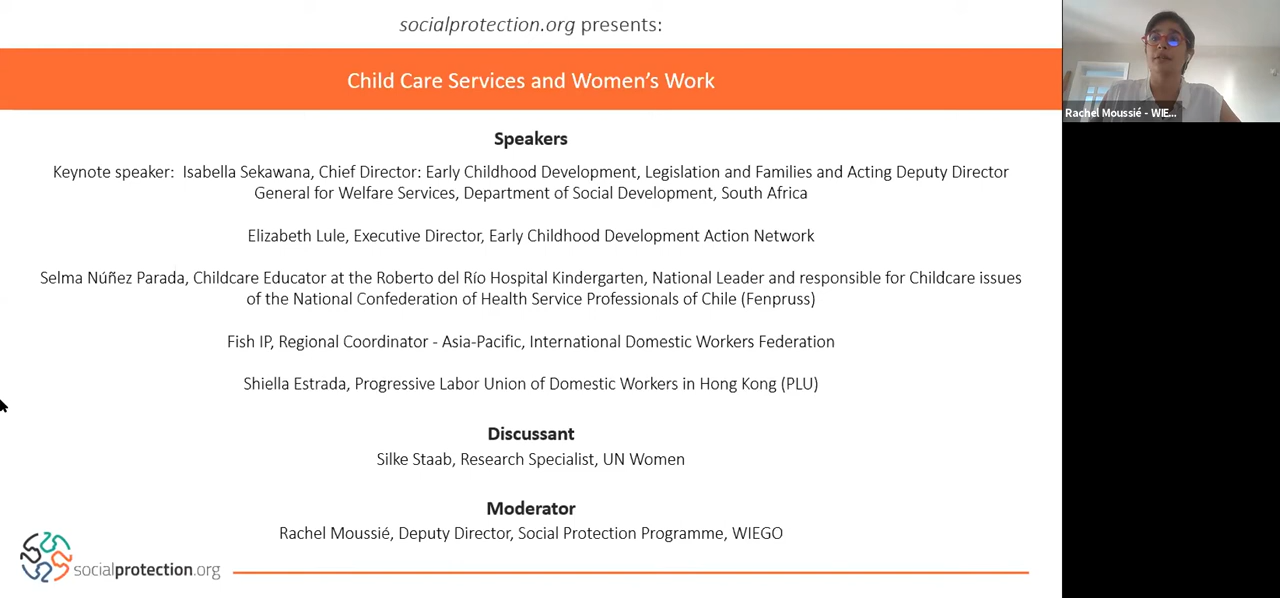 socialprotection.org presents:
Child Care Services and Women's Work
Speakers
Keynote speaker:  Isabella Sekawana, Chief Director: Early Childhood Development, Legislation and Families and Acting Deputy Director
General for Welfare Services, Department of Social Development, South Africa
Elizabeth Lule, Executive Director, Early Childhood Development Action Network
Selma Núñez Parada, Childcare Educator at the Roberto del Río Hospital Kindergarten, National Leader and responsible for Childcare issues
of the National Confederation of Health Service Professionals of Chile (Fenpruss)
Fish IP, Regional Coordinator - Asia-Pacific, International Domestic Workers Federation
Shiella Estrada, Progressive Labor Union of Domestic Workers in Hong Kong (PLU)
Discussant
Silke Staab, Research Specialist, UN Women
Moderator
Rachel Moussié, Deputy Director, Social Protection Programme, WIEGO
socialprotection.org
Rachel Moussié - WIE...